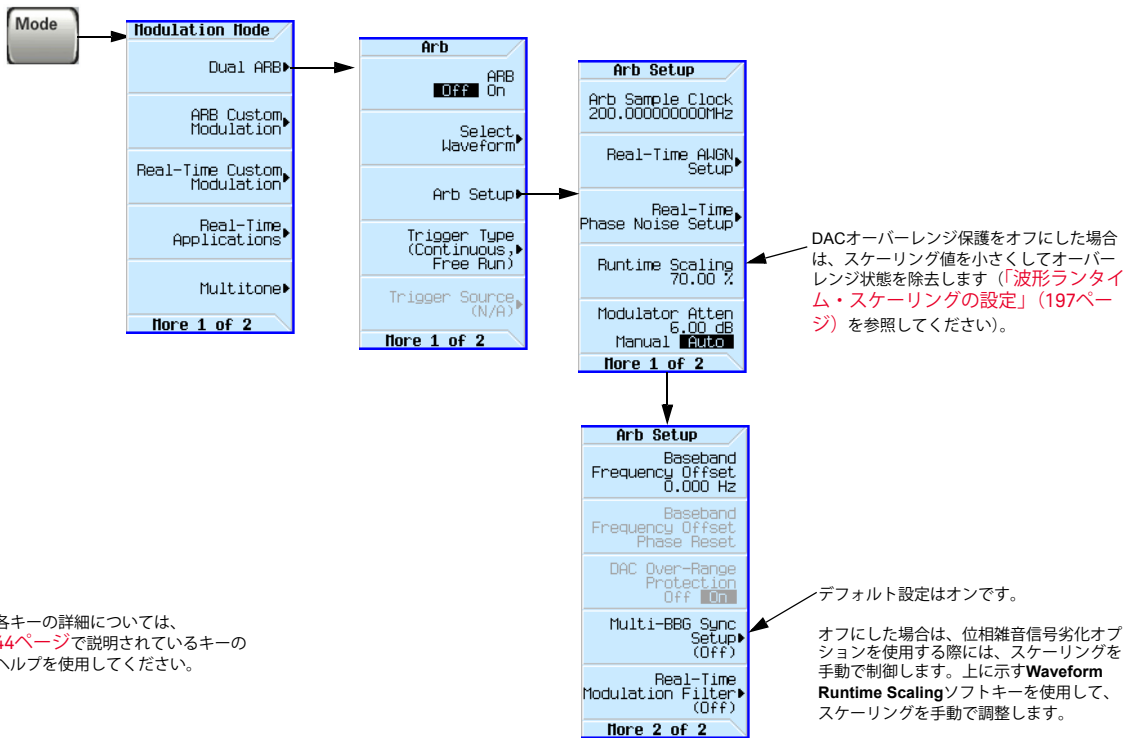 Mode
Modulation Mode
Dual ARB
ARB Custom
Modulation
Real-Time Custom
Modulation
Real-Time
Applications
Multitone
More 1 of 2
Arb
ARB
Off On
Select
Waveform
Arb Setup
Trigger Type
(Continuous,
Free Run)
Trigger Source
(N/A)
More 1 of 2
Arb Setup
Arb Sample Clock
200.000000000MHz
Real-Time AWGN
Setup
Real-Time
Phase Noise Setup
Runtime Scaling
70.00 %
Modulator Atten
6.00 dB
Manual Auto
More 1 of 2
DACオーバーレンジ保護をオフにした場合
は、スケーリング値を小さくしてオーバー
レンジ状態を除去します(「波形ランタイ
ム・スケーリングの設定」(197ペー
ジ)を参照してください)。
Arb Setup
Baseband
Frequency Offset
0.000 Hz
Baseband
Frequency Offset
Phase Reset
DAC Over-Range
Protection
Off On
Multi-BBG Sync
Setup
(Off)
Real-Time
Modulation Filter
(Off)
More 2 of 2
デフォルト設定はオンです。
オフにした場合は、位相雑音信号劣化オプ
ションを使用する際には、スケーリングを
手動で制御します。上に示すWaveform
Runtime Scalingソフトキーを使用して、
スケーリングを手動で調整します。
各キーの詳細については、
44ページで説明されているキーの
ヘルプを使用してください。